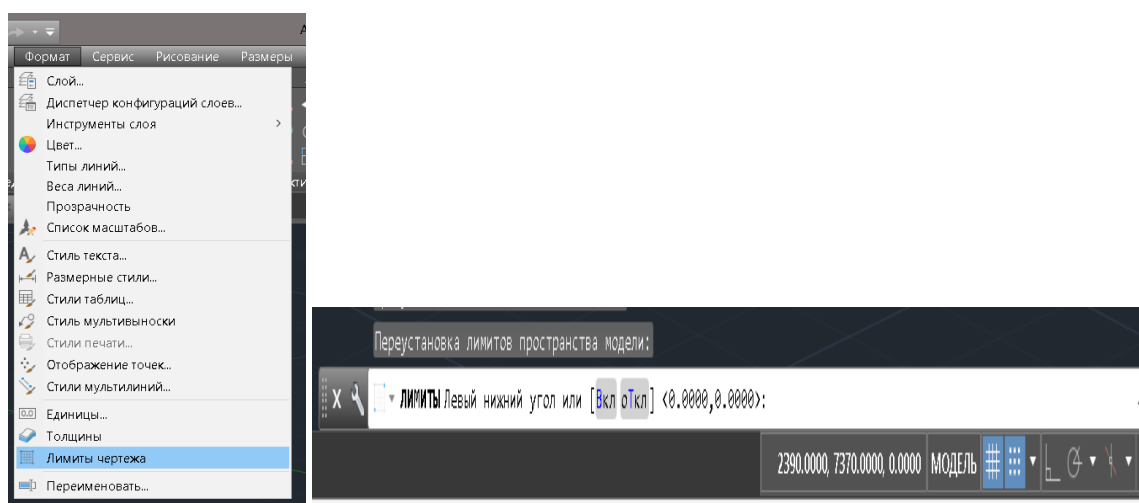 Формат Сервис Рисование Размеры
Слой...
Диспетчер конфигураций слоев...
Инструменты слоя
Цвет...
Типы линий...
Веса линий...
Прозрачность
Список масштабов...
Стиль текста...
Размерные стили...
Стили таблиц...
Стиль мультивыноски
Стили печати...
Отображение точек...
Стили мультилиний...
Единицы...
Толщины
Лимиты чертежа
Переименовать...
Переустановка лимитов пространства модели:
ЛИМИТЫ Левый нижний угол или [Вкл оТкл] <0.0000,0.0000>:
2390.0000, 7370.0000, 0.0000 МОДЕЛЬ